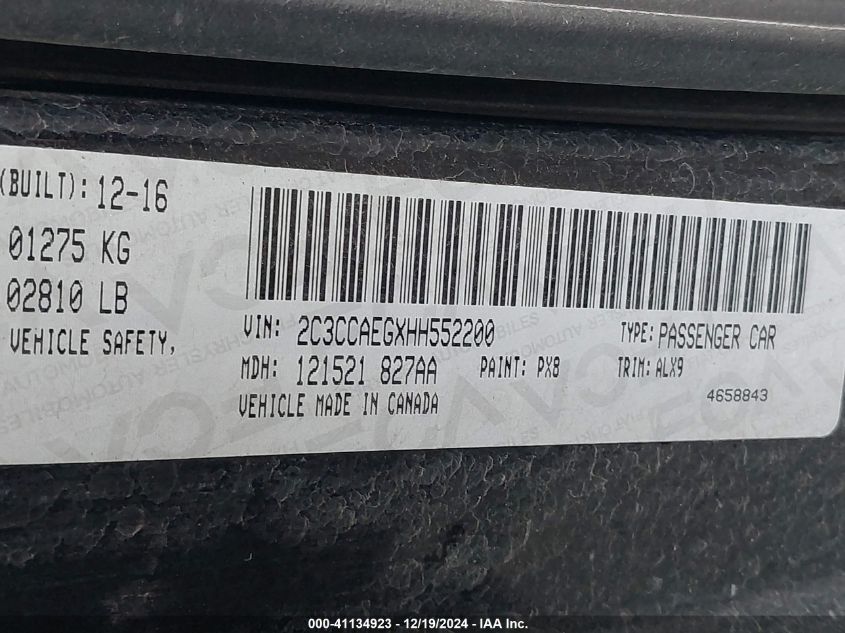 (BUILT): 12-16
01275 KG
02810 LB
VEHICLE SAFETY,
VIN: 2C3CCAEGXHH552200 TYPE: PASSENGER CAR
MDH: 121521 827AA PAINT: PX8 TRIM: ALX9
VEHICLE MADE IN CANADA 4658843
000-41134923 - 12/19/2024 - IAA Inc.